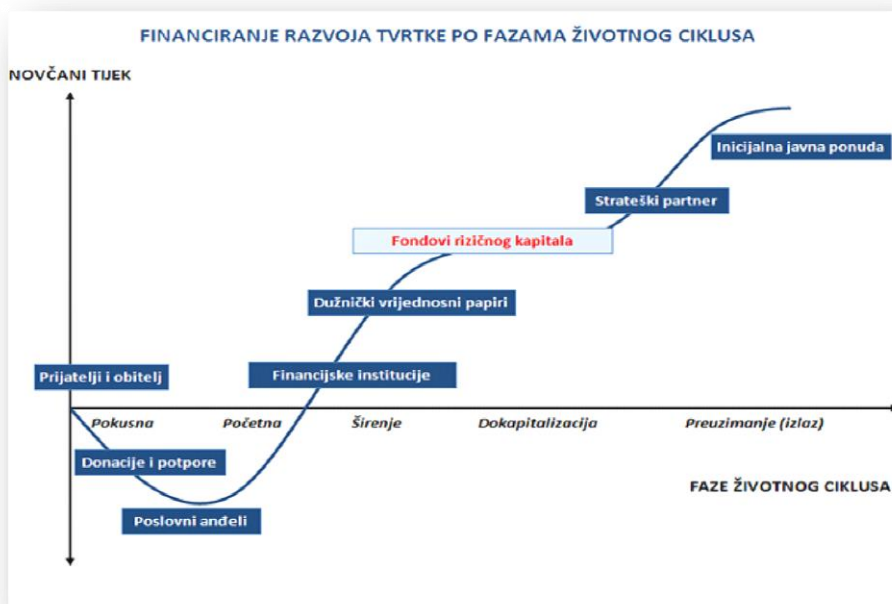 FINANCIRANJE RAZVOJA TVRTKE PO FAZAMA ŽIVOTNOG CIKLUSA
NOVČANI TIJEK
Inicijalna javna ponuda
Strateški partner
Fondovi rizičnog kapitala
Dužnički vrijednosni papiri
Prijatelji i obitelj
Financijske institucije
Pokusna Početna Širenje Dokapitalizacija Preuzimanje (izlaz)
Donacije i potpore
FAZE ŽIVOTNOG CIKLUSA
Poslovni anđeli